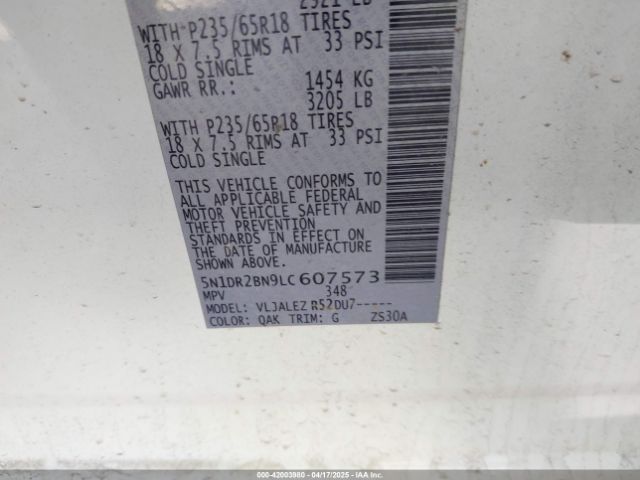 WITH P235/65R18 TIRES
18 X 7.5 RIMS AT 33 PSI
COLD SINGLE
GAWR RR.: 1454 KG
3205 LB
WITH P235/65R18 TIRES
18 X 7.5 RIMS AT 33 PSI
COLD SINGLE
THIS VEHICLE CONFORMS TO
ALL APPLICABLE FEDERAL
MOTOR VEHICLE SAFETY AND
THEFT PREVENTION
STANDARDS IN EFFECT ON
THE DATE OF MANUFACTURE
SHOWN ABOVE.
5N1DR2BN9LC607573
MPV 348
MODEL: VLJALEZ R52DU7-----
COLOR: QAK TRIM: G ZS30A
000-42003980 - 04/17/2025 - IAAI.COM